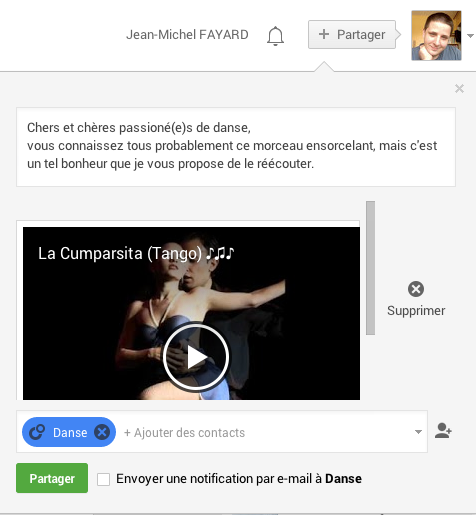 Jean-Michel FAYARD
+ Partager
Chers et chères passioné(e)s de danse,
vous connaissez tous probablement ce morceau ensorcelant, mais c'est
un tel bonheur que je vous propose de le réécouter.
La Cumparsita (Tango) ♪♫♪
Supprimer
Danse
+ Ajouter des contacts
Partager
Envoyer une notification par e-mail à Danse